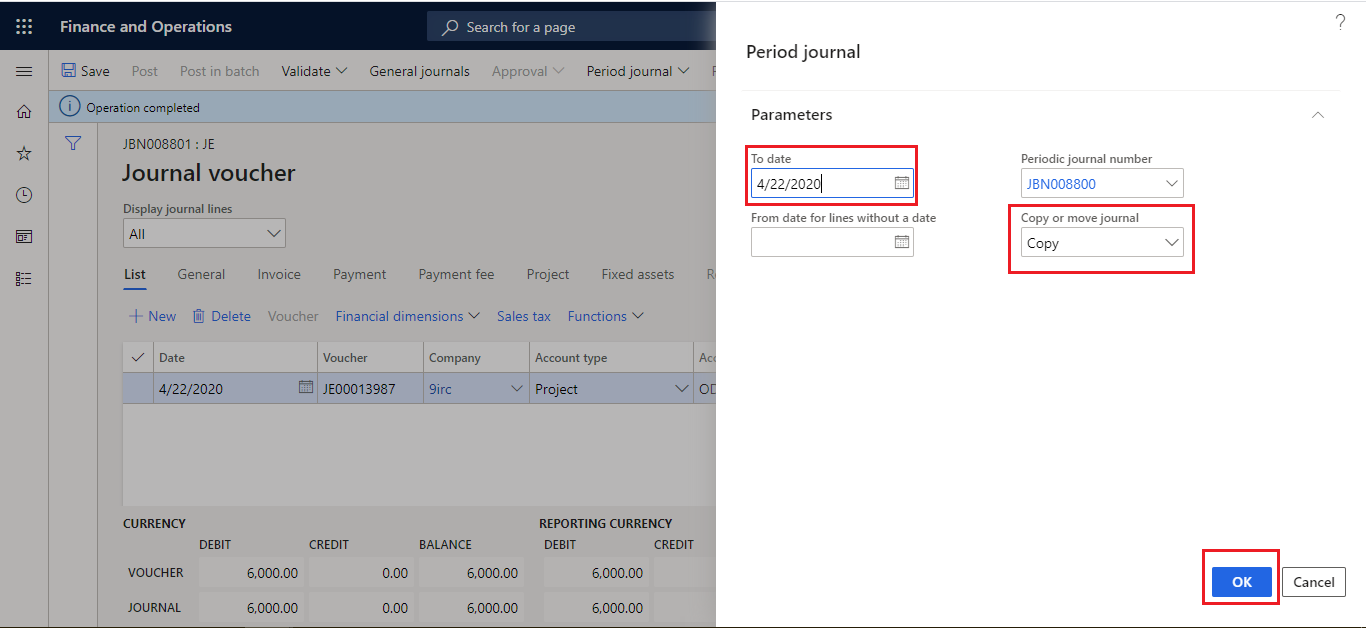 Finance and Operations
Search for a page
?
Save Post Post in batch Validate General journals Approval Period journal
Operation completed
JBN008801 : JE
Journal voucher
Display journal lines
All
List General Invoice Payment Payment fee Project Fixed assets
New Delete Voucher Financial dimensions Sales tax Functions
Date Voucher Company Account type
4/22/2020 JE00013987 9irc Project OD
CURRENCY REPORTING CURRENCY
DEBIT CREDIT BALANCE DEBIT CREDIT
VOUCHER 6,000.00 0.00 6,000.00 6,000.00
JOURNAL 6,000.00 0.00 6,000.00 6,000.00
Period journal
Parameters
To date Periodic journal number
4/22/2020 JBN008800
From date for lines without a date Copy or move journal
Copy
OK Cancel